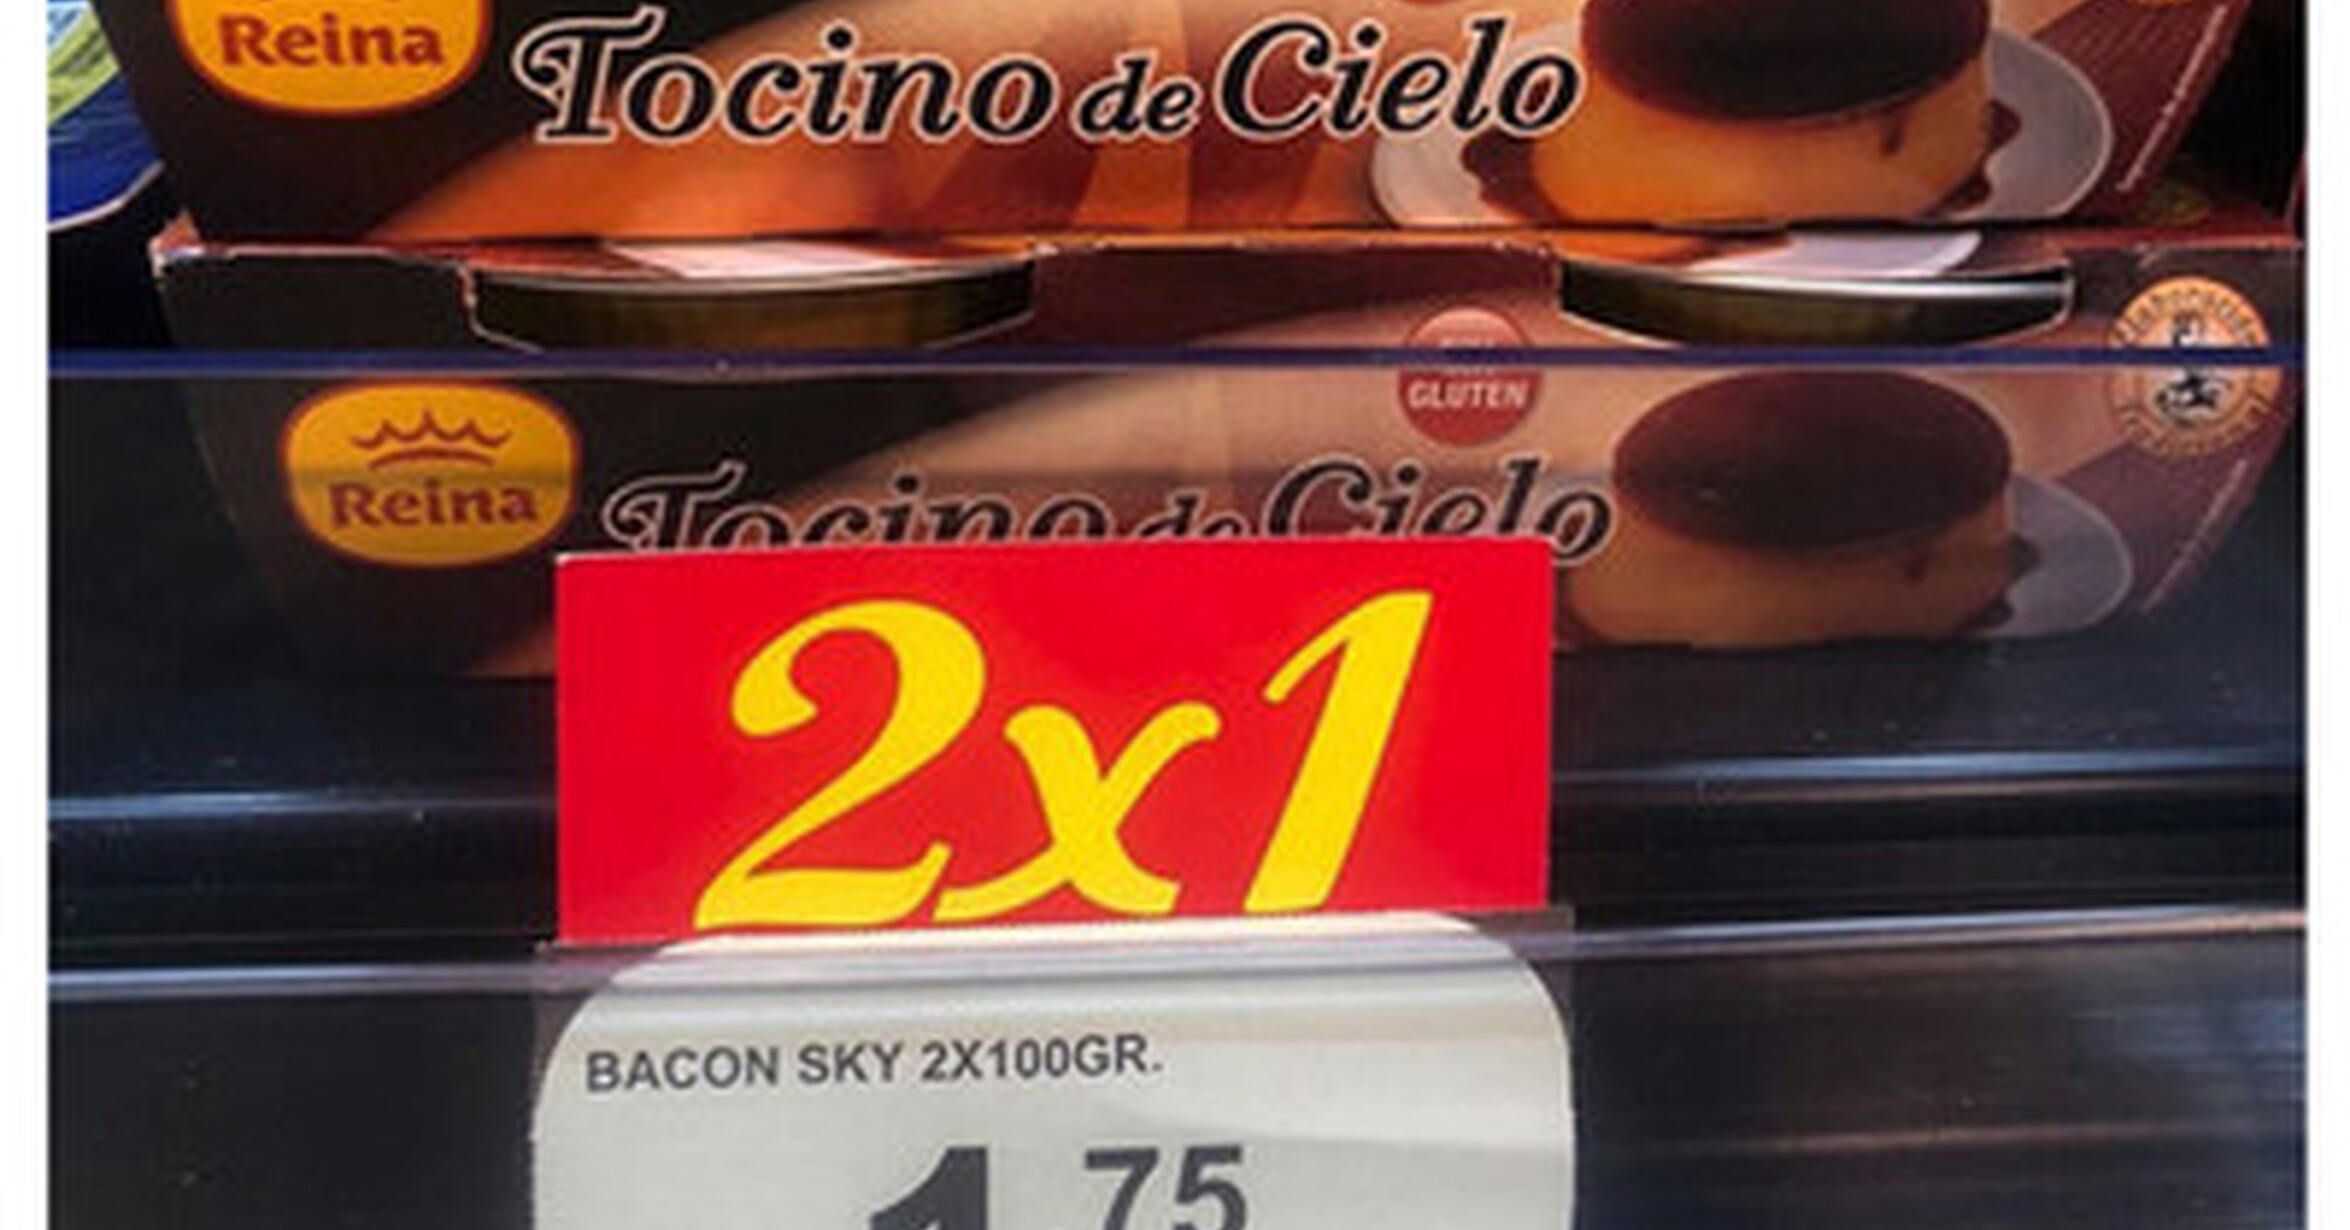 Reina
Tocino de Cielo
GLUTEN
Reina
Tocino de Cielo
2x1
BACON SKY 2X100GR.
1,75